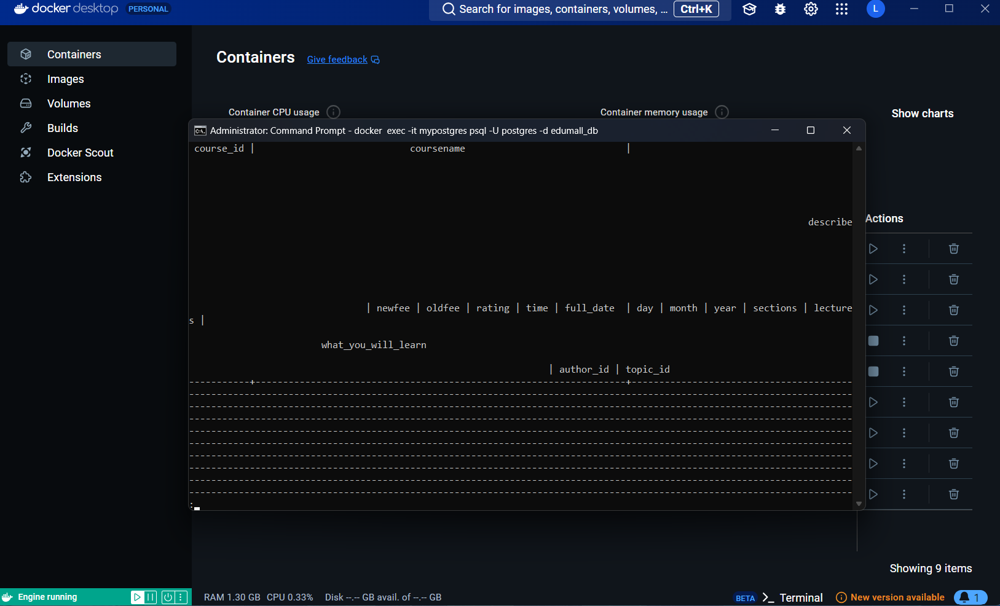 docker desktop PERSONAL
Search for images, containers, volumes, ... Ctrl+K
L
Containers
Images
Volumes
Builds
Docker Scout
Extensions
Containers Give feedback
Container CPU usage
Container memory usage
Show charts
Administrator: Command Prompt - docker  exec -it mypostgres psql -U postgres -d edumall_db
course_id | coursename |
describe
| newfee | oldfee | rating | time | full_date  | day | month | year | sections | lecture
s |
what_you_will_learn
| author_id | topic_id
-----------+-------------------------------------------------------------------+-----------------------------------------
------------------------------------------------------------------------------------------------------------------------
------------------------------------------------------------------------------------------------------------------------
------------------------------------------------------------------------------------------------------------------------
------------------------------------------------------------------------------------------------------------------------
------------------------------------------------------------------------------------------------------------------------
------------------------------------------------------------------------------------------------------------------------
------------------------------------------------------------------------------------------------------------------------
------------------------------------------------------------------------------------------------------------------------
------------------------------------------------------------------------------------------------------------------------
:
Actions
Showing 9 items
Engine running
RAM 1.30 GB CPU 0.33% Disk --.-- GB avail. of --.-- GB
BETA >_ Terminal
New version available
1